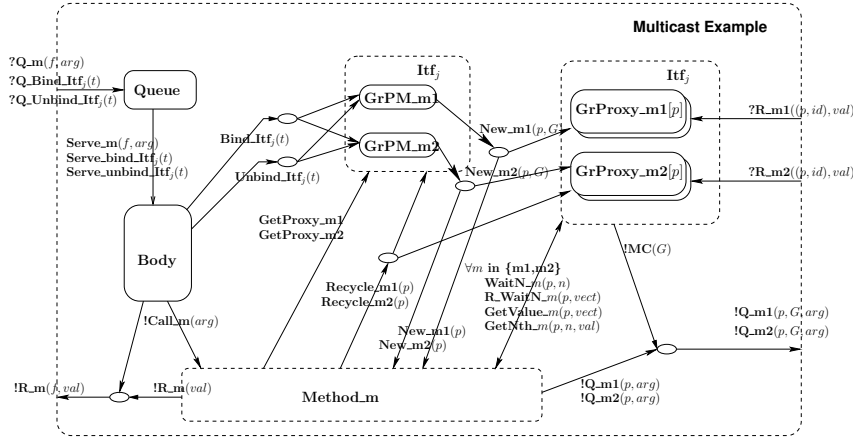 Multicast Example
?Q_m(f, arg)
?Q_Bind_Itf_j(t)
?Q_Unbind_Itf_j(t)
Queue
Itf_j
Itf_j
GrPM_m1
GrPM_m2
GrProxy_m1[p]
GrProxy_m2[p]
?R_m1((p, id), val)
?R_m2((p, id), val)
New_m1(p, G)
New_m2(p, G)
Serve_m(f, arg)
Serve_bind_Itf_j(t)
Serve_unbind_Itf_j(t)
Bind_Itf_j(t)
Unbind_Itf_j(t)
Body
GetProxy_m1
GetProxy_m2
Recycle_m1(p)
Recycle_m2(p)
∀m in {m1,m2}
WaitN_m(p, n)
R_WaitN_m(p, vect)
GetValue_m(p, vect)
GetNth_m(p, n, val)
!MC(G)
New_m1(p)
New_m2(p)
!Q_m1(p, G, arg)
!Q_m2(p, G, arg)
!Call_m(arg)
!R_m(f, val)
!R_m(val)
Method_m
!Q_m1(p, arg)
!Q_m2(p, arg)